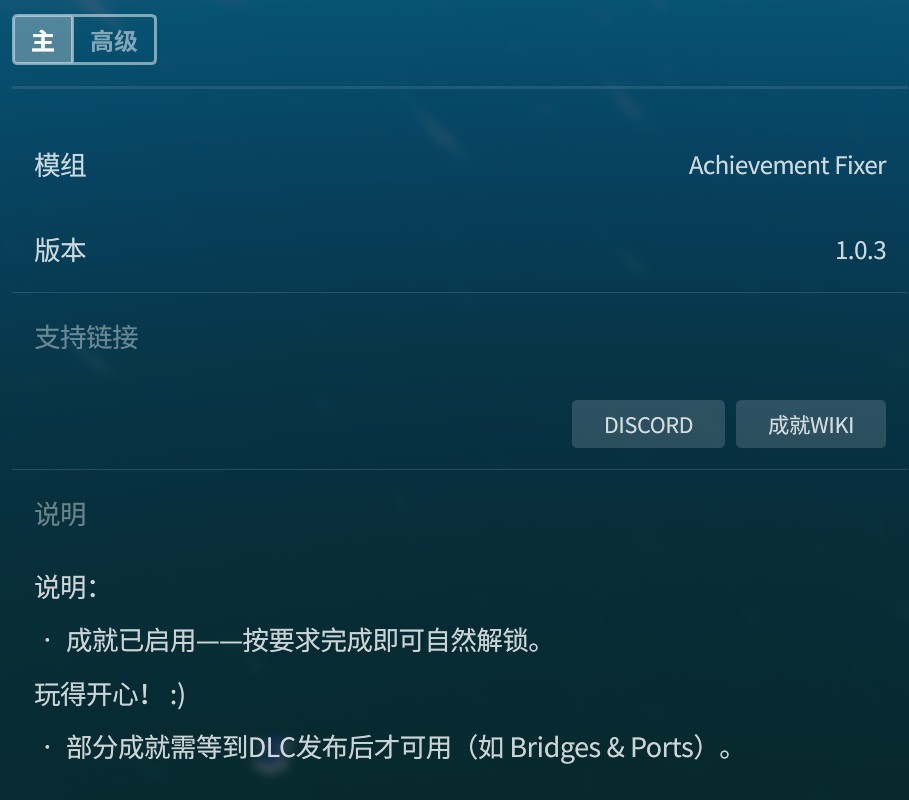 主 高级
模组 Achievement Fixer
版本 1.0.3
支持链接
DISCORD 成就WIKI
说明
说明：
· 成就已启用——按要求完成即可自然解锁。
玩得开心！ :)
· 部分成就需等到DLC发布后才可用（如 Bridges & Ports）。